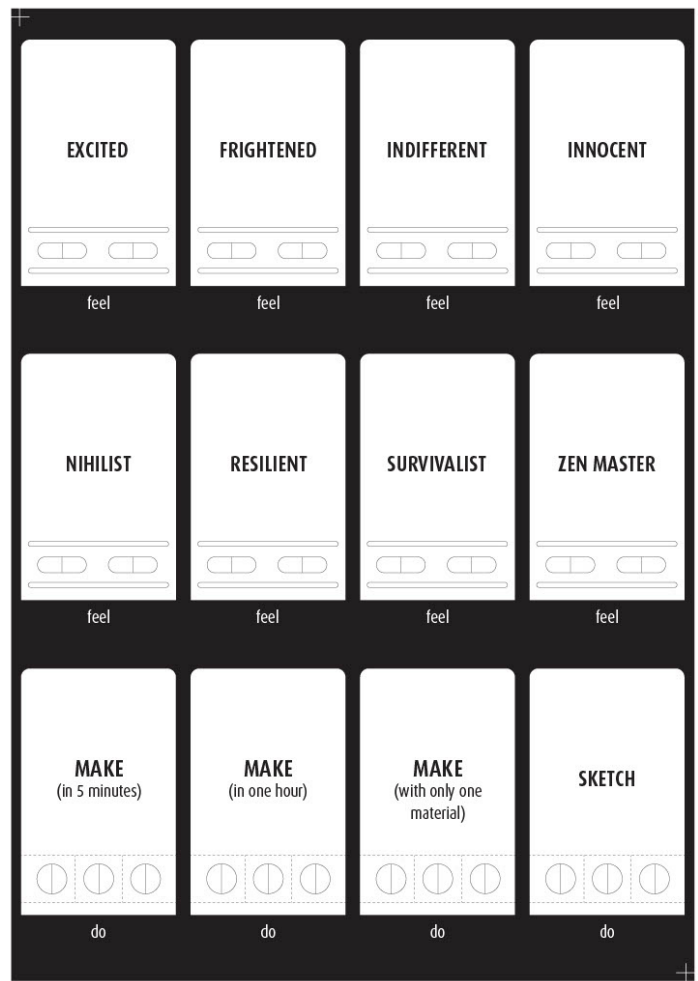 EXCITED
FRIGHTENED
INDIFFERENT
INNOCENT
feel
feel
feel
feel
NIHILIST
RESILIENT
SURVIVALIST
ZEN MASTER
feel
feel
feel
feel
MAKE
(in 5 minutes)
MAKE
(in one hour)
MAKE
(with only one
material)
SKETCH
do
do
do
do